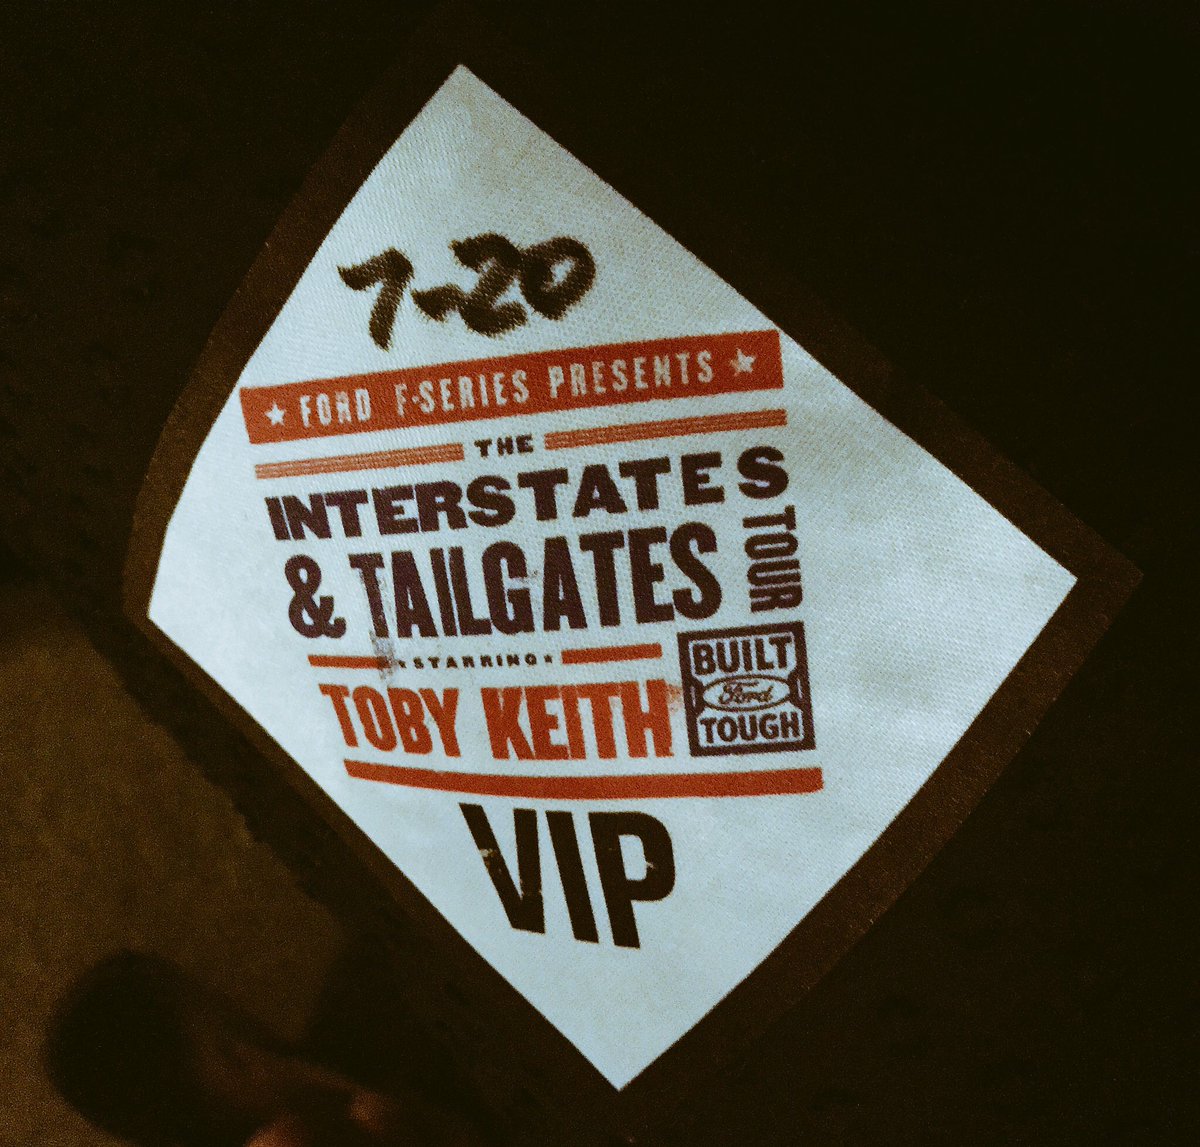 7-20
★ FORD F-SERIES PRESENTS ★
THE
INTERSTATES
& TAILGATES
TOUR
★STARRING★
TOBY KEITH
BUILT
Ford
TOUGH
VIP